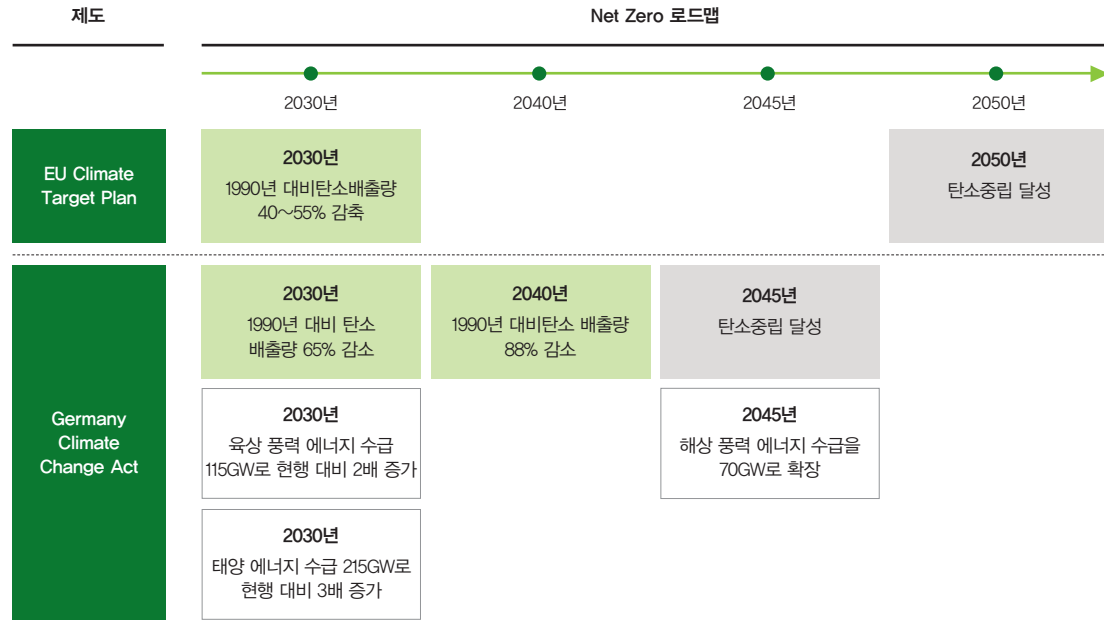 제도
Net Zero 로드맵
2030년
2040년
2045년
2050년
EU Climate
Target Plan
2030년
1990년 대비탄소배출량
40~55% 감축
2050년
탄소중립 달성
Germany
Climate
Change Act
2030년
1990년 대비 탄소
배출량 65% 감소
2040년
1990년 대비탄소 배출량
88% 감소
2045년
탄소중립 달성
2030년
육상 풍력 에너지 수급
115GW로 현행 대비 2배 증가
2045년
해상 풍력 에너지 수급을
70GW로 확장
2030년
태양 에너지 수급 215GW로
현행 대비 3배 증가